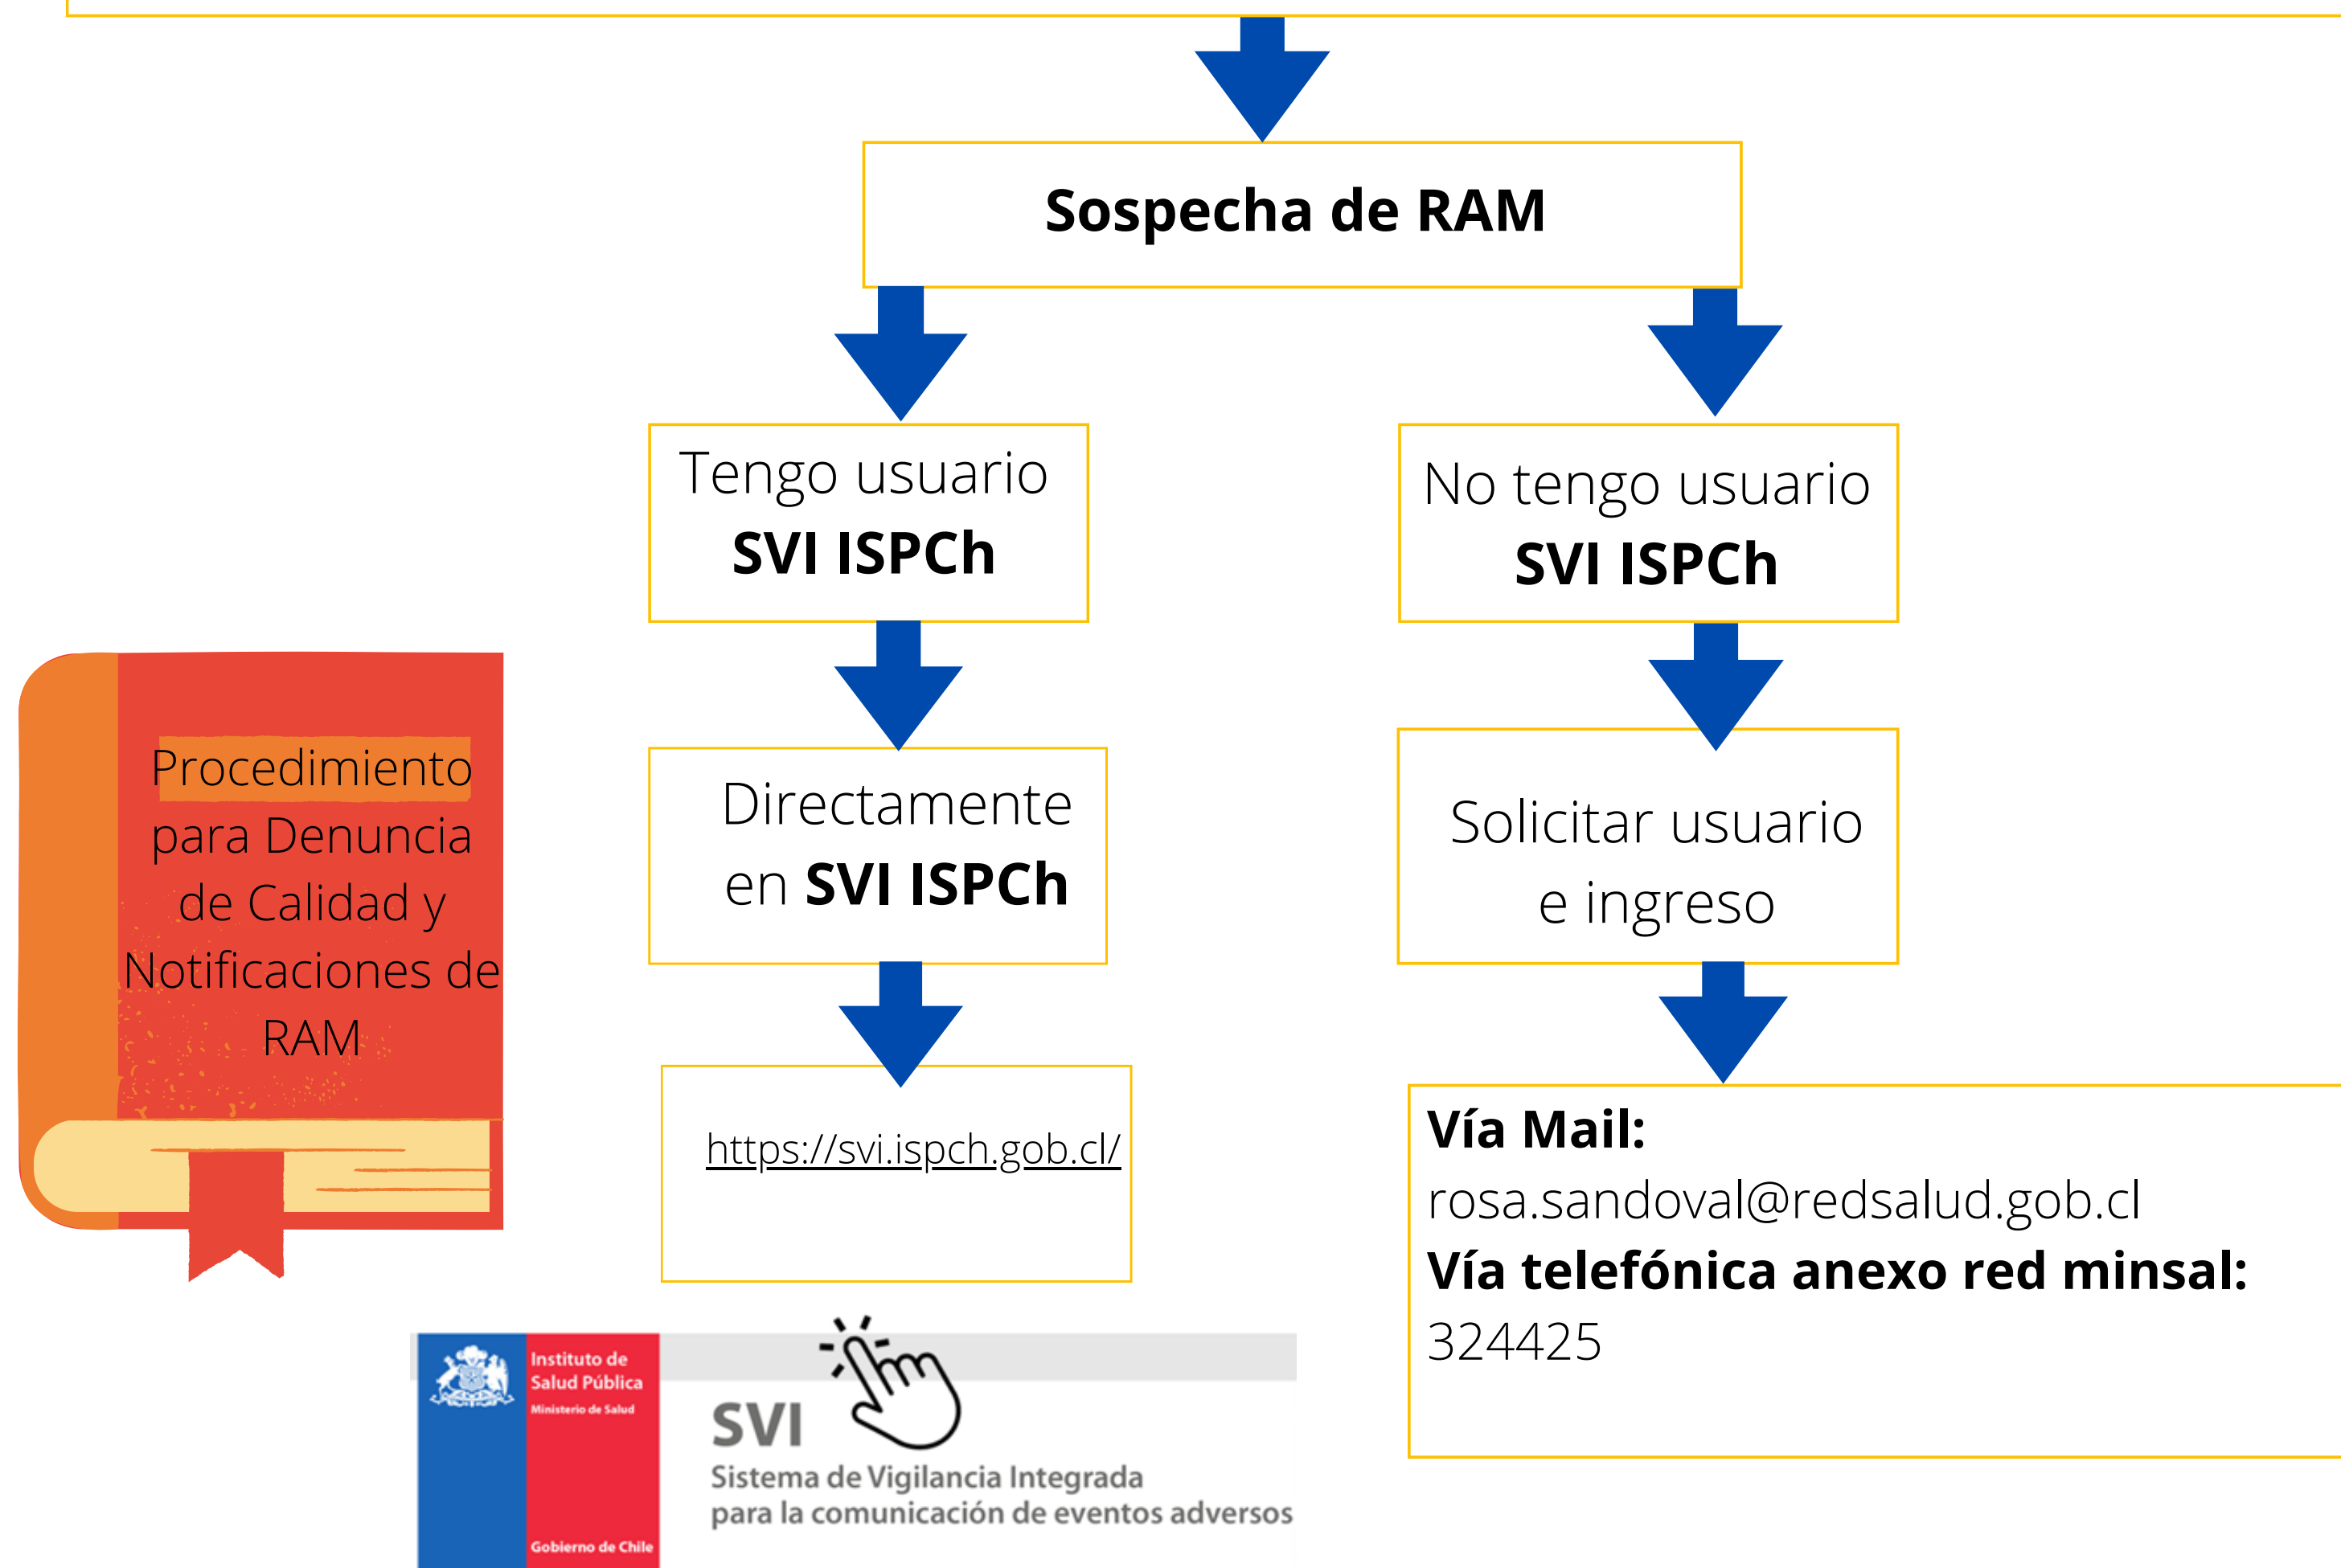 Sospecha de RAM
Tengo usuario
SVI ISPCh
No tengo usuario
SVI ISPCh
Procedimiento
para Denuncia
de Calidad y
Notificaciones de
RAM
Directamente
en SVI ISPCh
Solicitar usuario
e ingreso
https://svi.ispch.gob.cl/
Vía Mail:
rosa.sandoval@redsalud.gob.cl
Vía telefónica anexo red minsal:
324425
Instituto de
Salud Pública
Ministerio de Salud
Gobierno de Chile
SVI
Sistema de Vigilancia Integrada
para la comunicación de eventos adversos